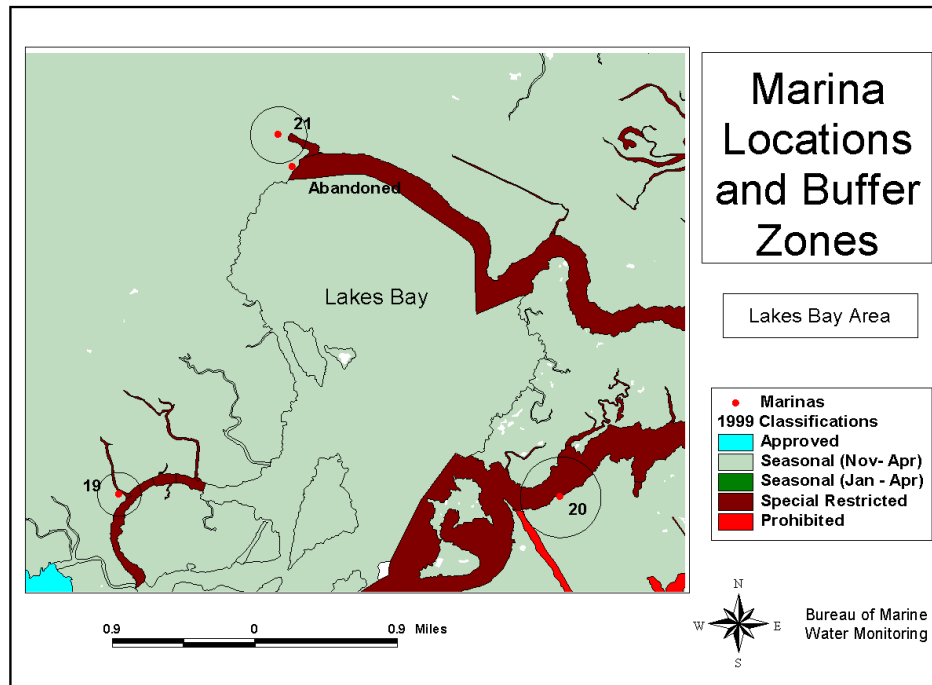 Marina
Locations
and Buffer
Zones
Lakes Bay Area
21
Abandoned
Lakes Bay
19
20
Marinas
1999 Classifications
Approved
Seasonal (Nov- Apr)
Seasonal (Jan - Apr)
Special Restricted
Prohibited
0.9 0 0.9 Miles
N
W E
S
Bureau of Marine
Water Monitoring